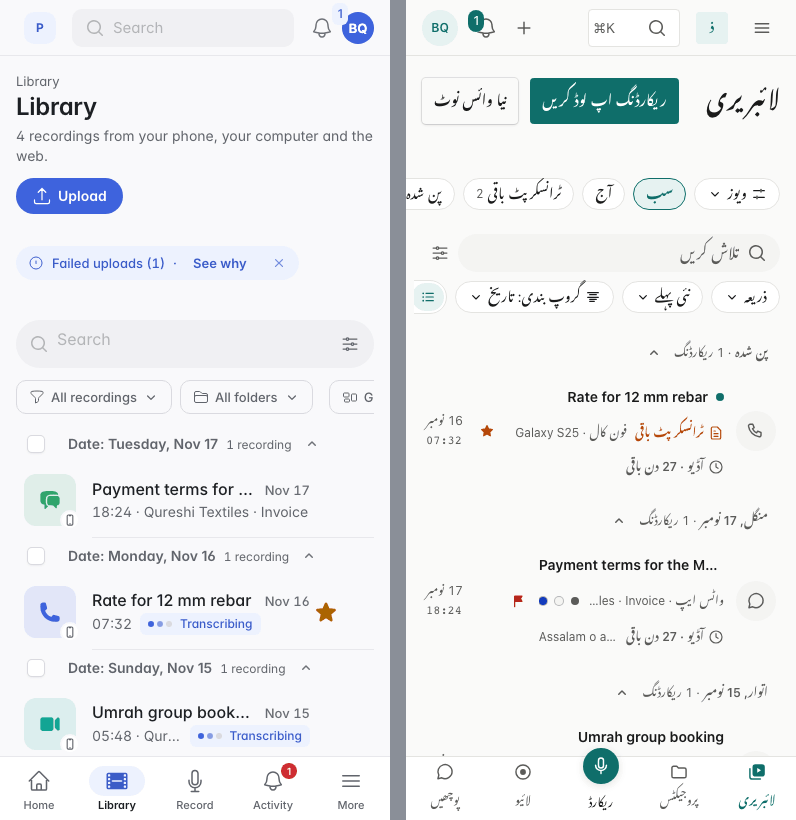 P
Search
1
BQ
Library
Library
4 recordings from your phone, your computer and the
web.
Upload
Failed uploads (1) · See why
Search
All recordings
All folders
G
Date: Tuesday, Nov 17 1 recording
Payment terms for ... Nov 17
18:24 · Qureshi Textiles · Invoice
Date: Monday, Nov 16 1 recording
Rate for 12 mm rebar Nov 16
07:32 Transcribing
Date: Sunday, Nov 15 1 recording
Umrah group book... Nov 15
05:48 · Qur... Transcribing
1
Home
Library
Record
Activity
More
BQ
1
⌘K
ذ
لائبریری
ریکارڈنگ اپ لوڈ کریں
نیا وائس نوٹ
ویوز
سب
آج
ٹرانسکرپٹ باقی 2
پن شدہ
تلاش کریں
ذریعہ
نئی پہلے
گروپ بندی: تاریخ
پن شدہ · 1 ریکارڈنگ
Rate for 12 mm rebar
16 نومبر
ٹرانسکرپٹ باقی فون کال · Galaxy S25
07:32
آڈیو · 27 دن باقی
منگل, 17 نومبر · 1 ریکارڈنگ
Payment terms for the M...
17 نومبر
واٹس ایپ · les · Invoice...
18:24
آڈیو · 27 دن باقی Assalam o a...
اتوار, 15 نومبر · 1 ریکارڈنگ
Umrah group booking
لائبریری
پروجیکٹس
ریکارڈ
لائیو
پوچھیں